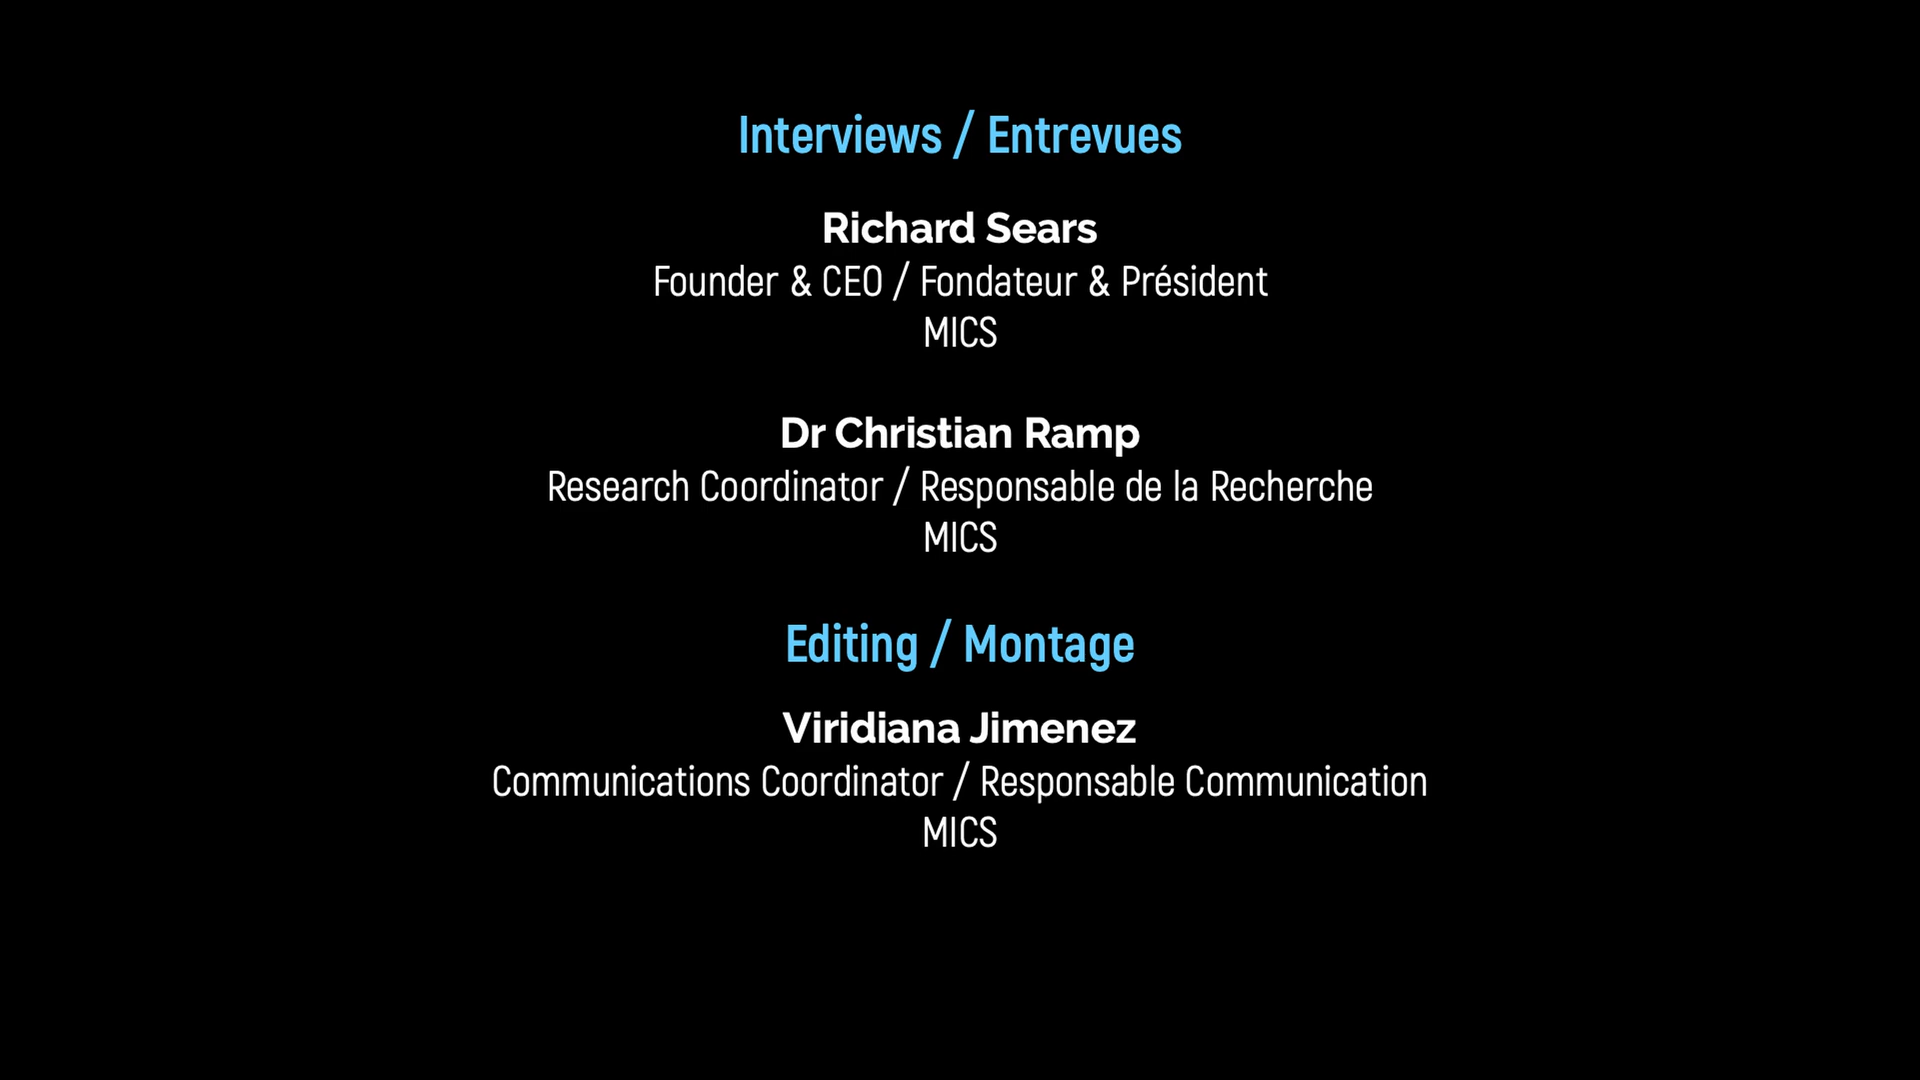 Interviews / Entrevues
Richard Sears
Founder & CEO / Fondateur & Président
MICS
Dr Christian Ramp
Research Coordinator / Responsable de la Recherche
MICS
Editing / Montage
Viridiana Jimenez
Communications Coordinator / Responsable Communication
MICS